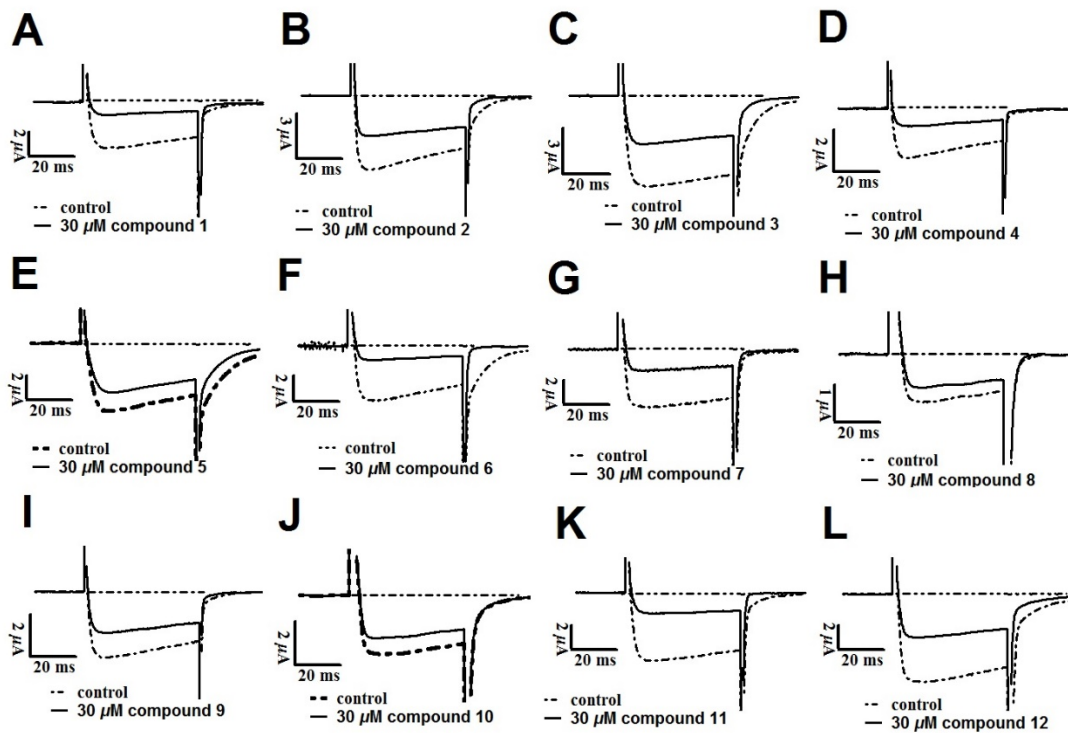 A
2 µA
20 ms
control
30 µM compound 1
B
3 µA
20 ms
control
30 µM compound 2
C
3 µA
20 ms
control
30 µM compound 3
D
2 µA
20 ms
control
30 µM compound 4
E
2 µA
20 ms
control
30 µM compound 5
F
2 µA
20 ms
control
30 µM compound 6
G
2 µA
20 ms
control
30 µM compound 7
H
1 µA
20 ms
control
30 µM compound 8
I
2 µA
20 ms
control
30 µM compound 9
J
2 µA
20 ms
control
30 µM compound 10
K
2 µA
20 ms
control
30 µM compound 11
L
2 µA
20 ms
control
30 µM compound 12